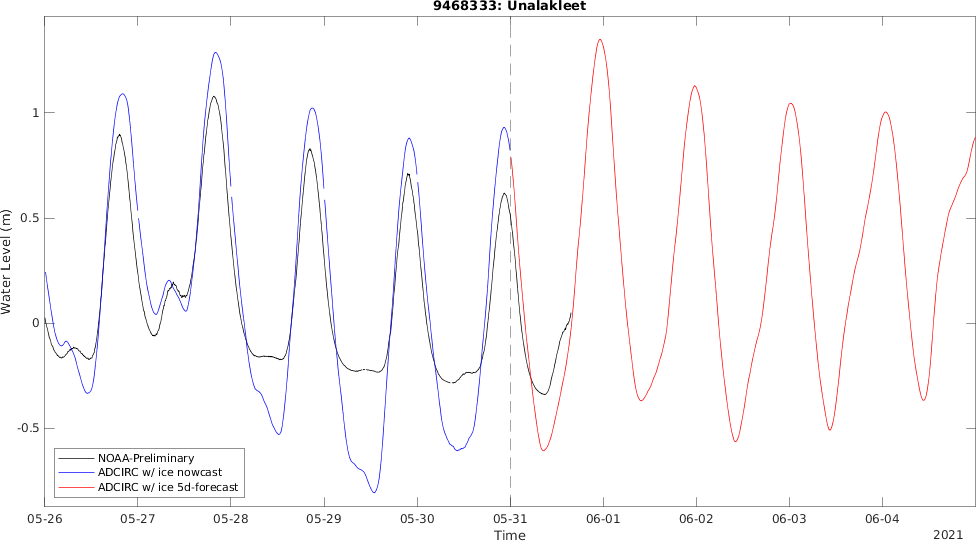 9468333: Unalakleet
Water Level (m)
1
0.5
0
-0.5
NOAA-Preliminary
ADCIRC w/ ice nowcast
ADCIRC w/ ice 5d-forecast
05-26 05-27 05-28 05-29 05-30 05-31 06-01 06-02 06-03 06-04
Time
2021